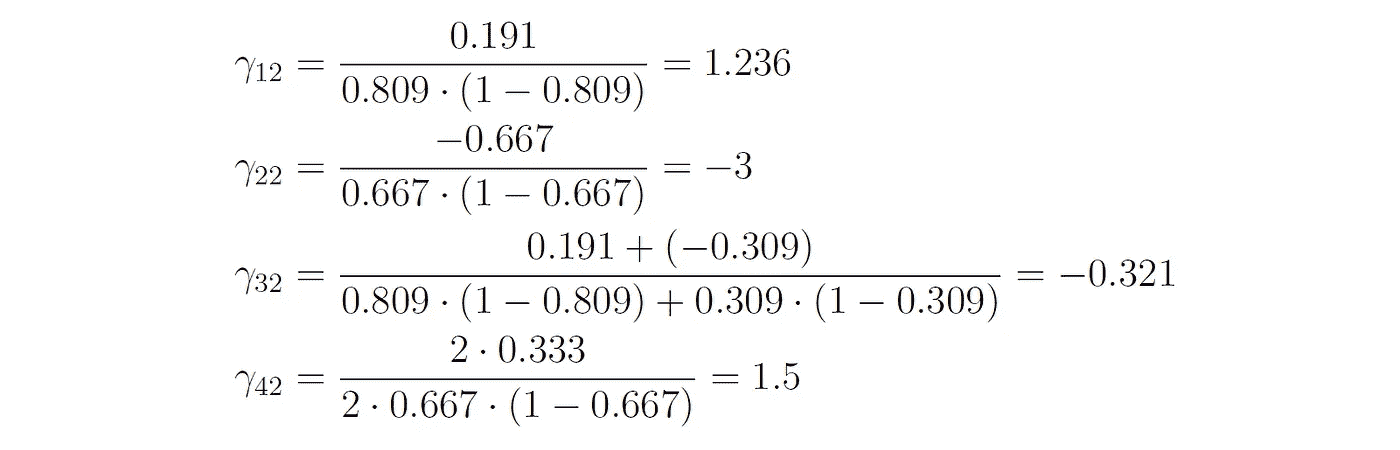 γ₁₂ = 0.191 / 0.809 · (1 − 0.809) = 1.236
γ₂₂ = −0.667 / 0.667 · (1 − 0.667) = −3
γ₃₂ = 0.191 + (−0.309) / 0.809 · (1 − 0.809) + 0.309 · (1 − 0.309) = −0.321
γ₄₂ = 2 · 0.333 / 2 · 0.667 · (1 − 0.667) = 1.5